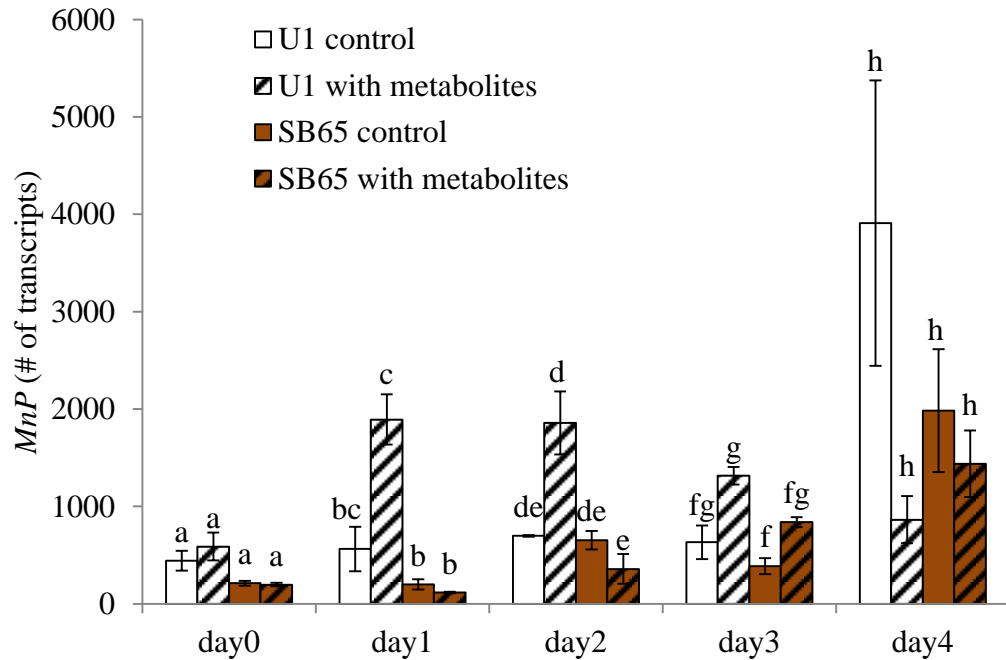 6000
5000
4000
3000
2000
1000
0
MnP (# of transcripts)
U1 control
U1 with metabolites
SB65 control
SB65 with metabolites
a a a a
bc c b b
de d de e
fg g f fg
h h h h
day0 day1 day2 day3 day4